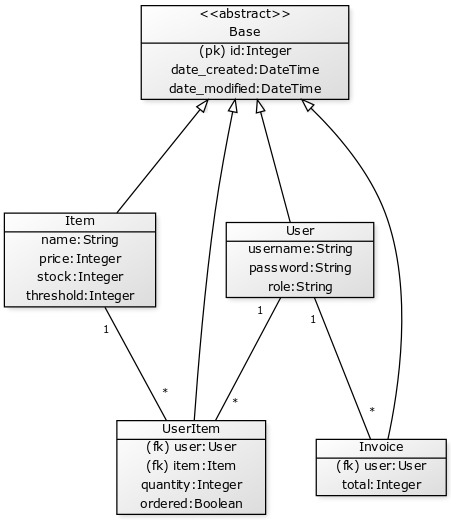 <<abstract>>
Base
(pk) id:Integer
date_created:DateTime
date_modified:DateTime
Item
name:String
price:Integer
stock:Integer
threshold:Integer
User
username:String
password:String
role:String
1
1
1
*
*
*
UserItem
(fk) user:User
(fk) item:Item
quantity:Integer
ordered:Boolean
Invoice
(fk) user:User
total:Integer